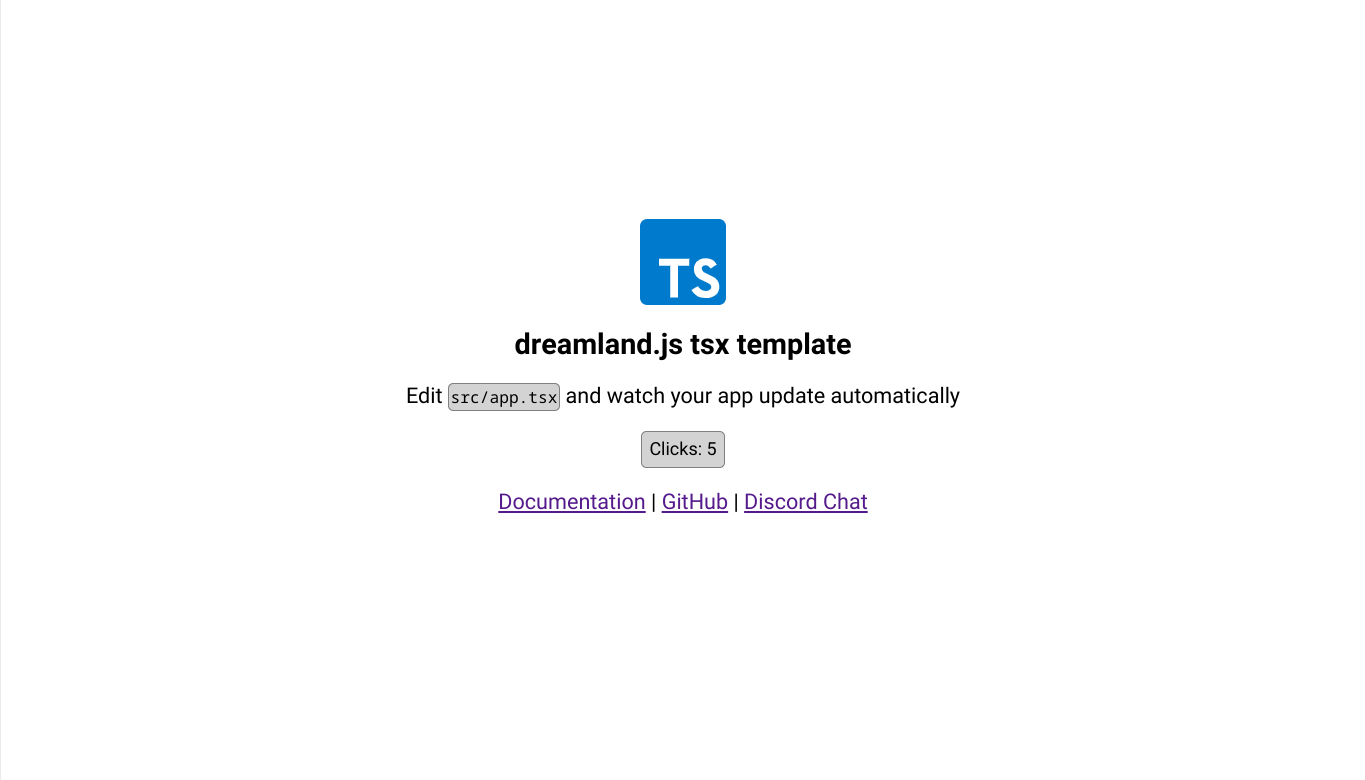 TS
dreamland.js tsx template
Edit src/app.tsx and watch your app update automatically
Clicks: 5
Documentation | GitHub | Discord Chat